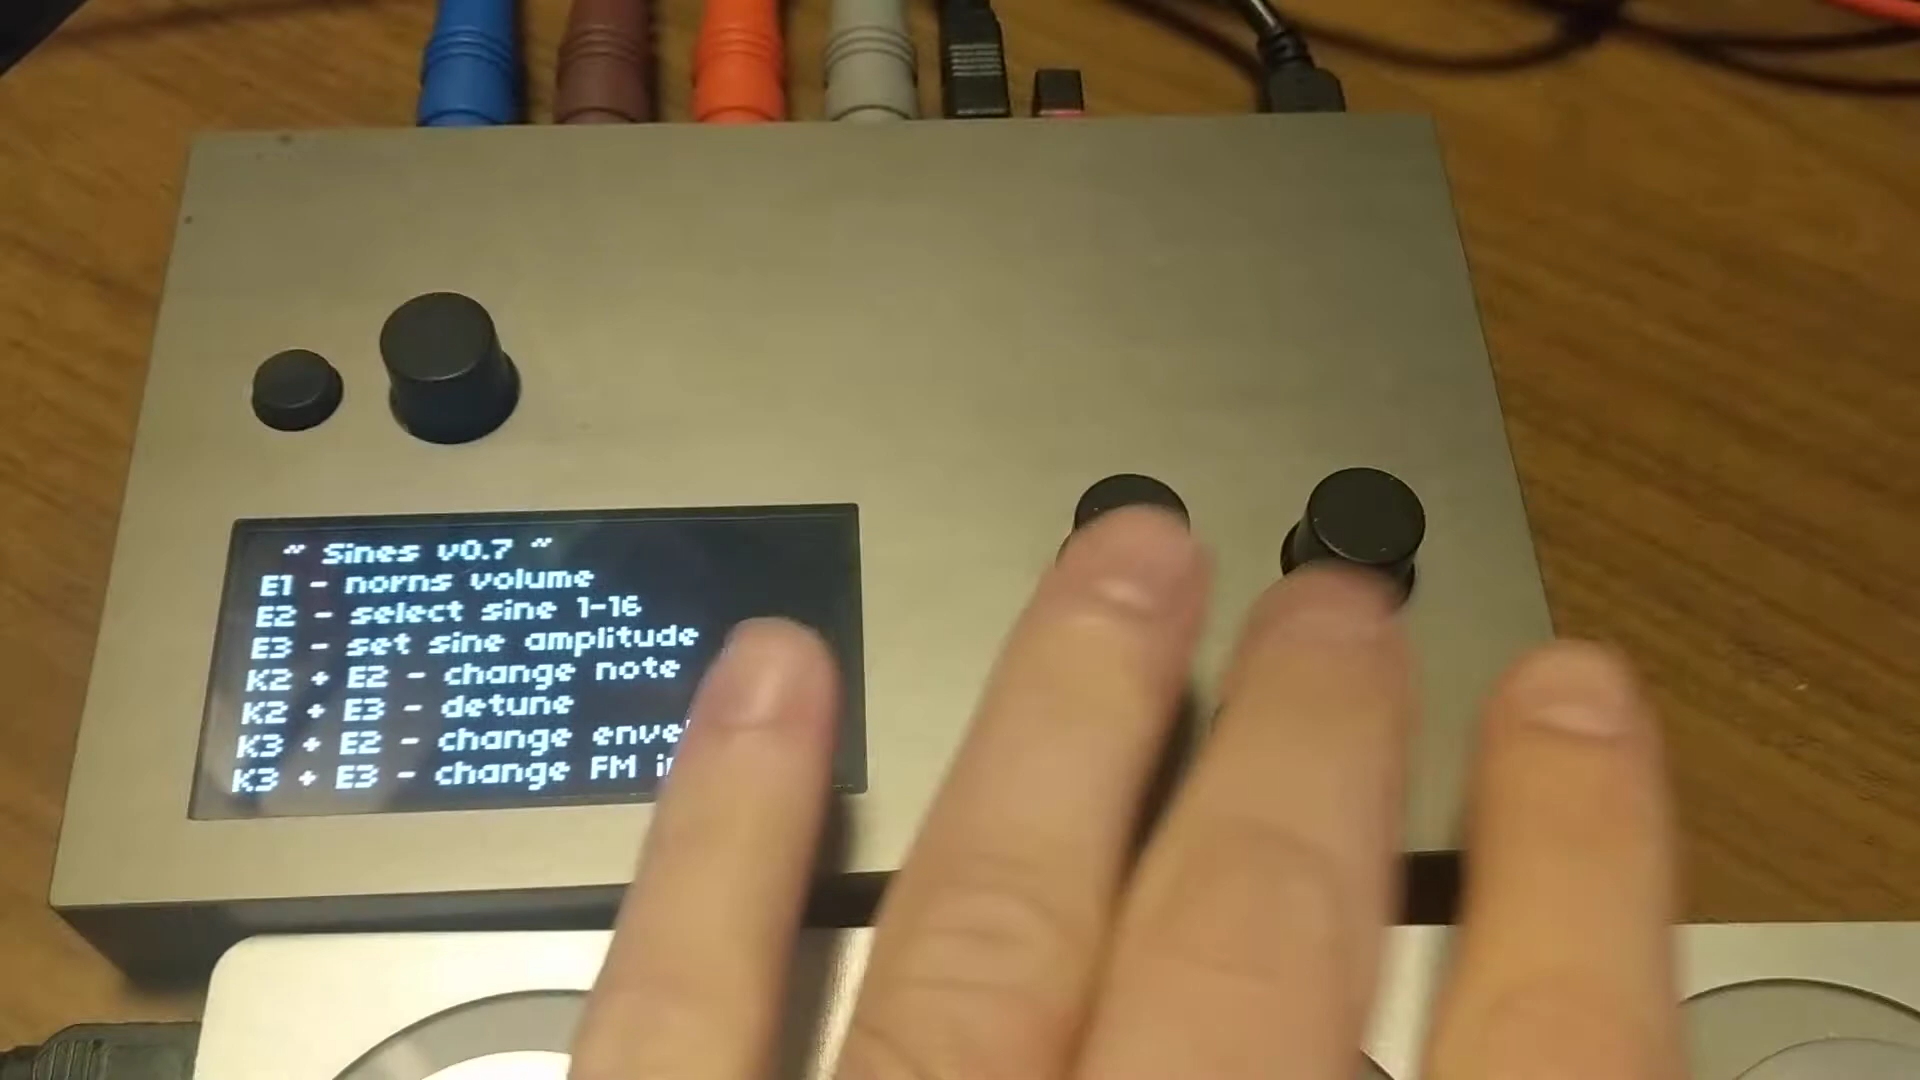 ~ Sines v0.7 ~
E1 - norns volume
E2 - select sine 1-16
E3 - set sine amplitude
K2 + E2 - change note
K2 + E3 - detune
K3 + E2 - change
K3 + E3 - change FM